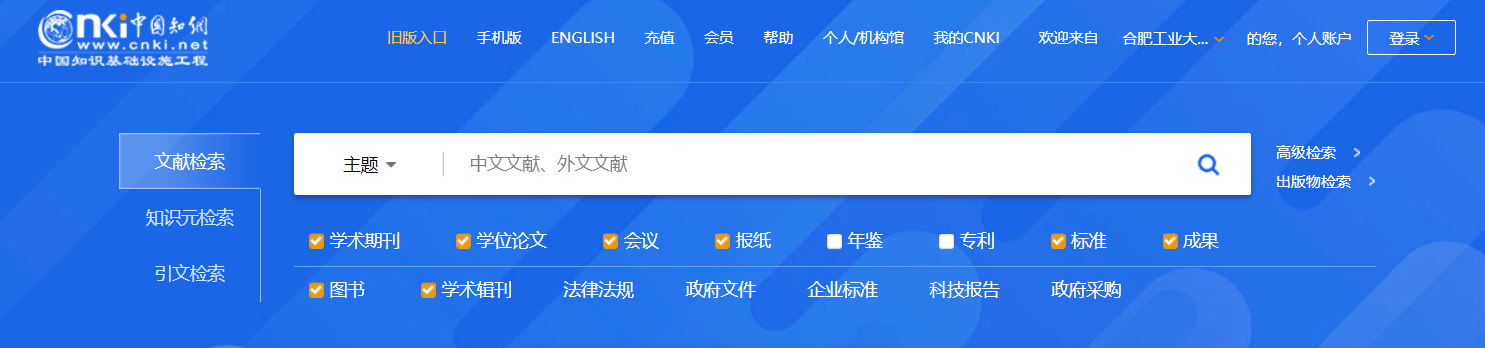 CNKI中国知网
www.cnki.net
中国知识基础设施工程
旧版入口 手机版 ENGLISH 充值 会员 帮助 个人/机构馆 我的CNKI 欢迎来自 合肥工业大... 的您，个人账户 登录
文献检索
知识元检索
引文检索
主题 中文文献、外文文献
高级检索 >
出版物检索 >
学术期刊 学位论文 会议 报纸 年鉴 专利 标准 成果
图书 学术辑刊 法律法规 政府文件 企业标准 科技报告 政府采购